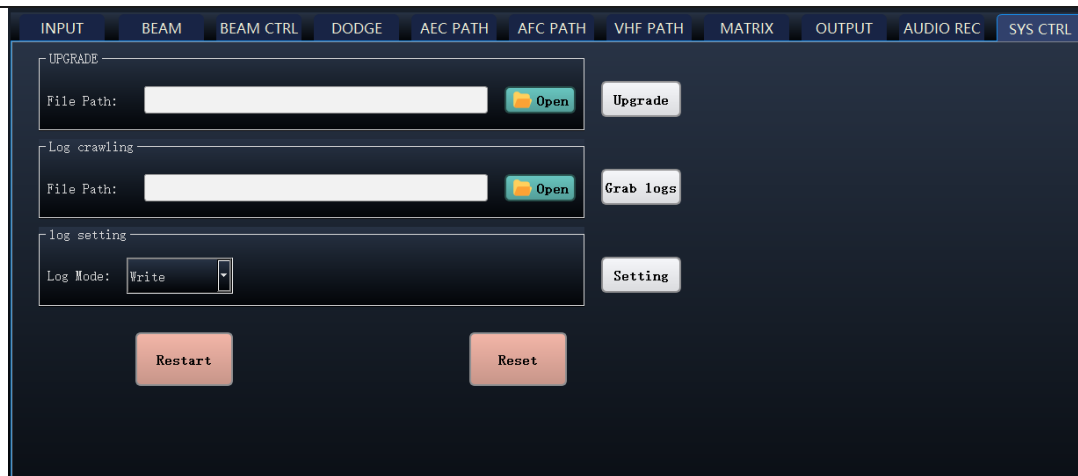 INPUT BEAM BEAM CTRL DODGE AEC PATH AFC PATH VHF PATH MATRIX OUTPUT AUDIO REC SYS CTRL
UPGRADE
File Path: Open Upgrade
Log crawling
File Path: Open Grab logs
log setting
Log Mode: Write Setting
Restart Reset